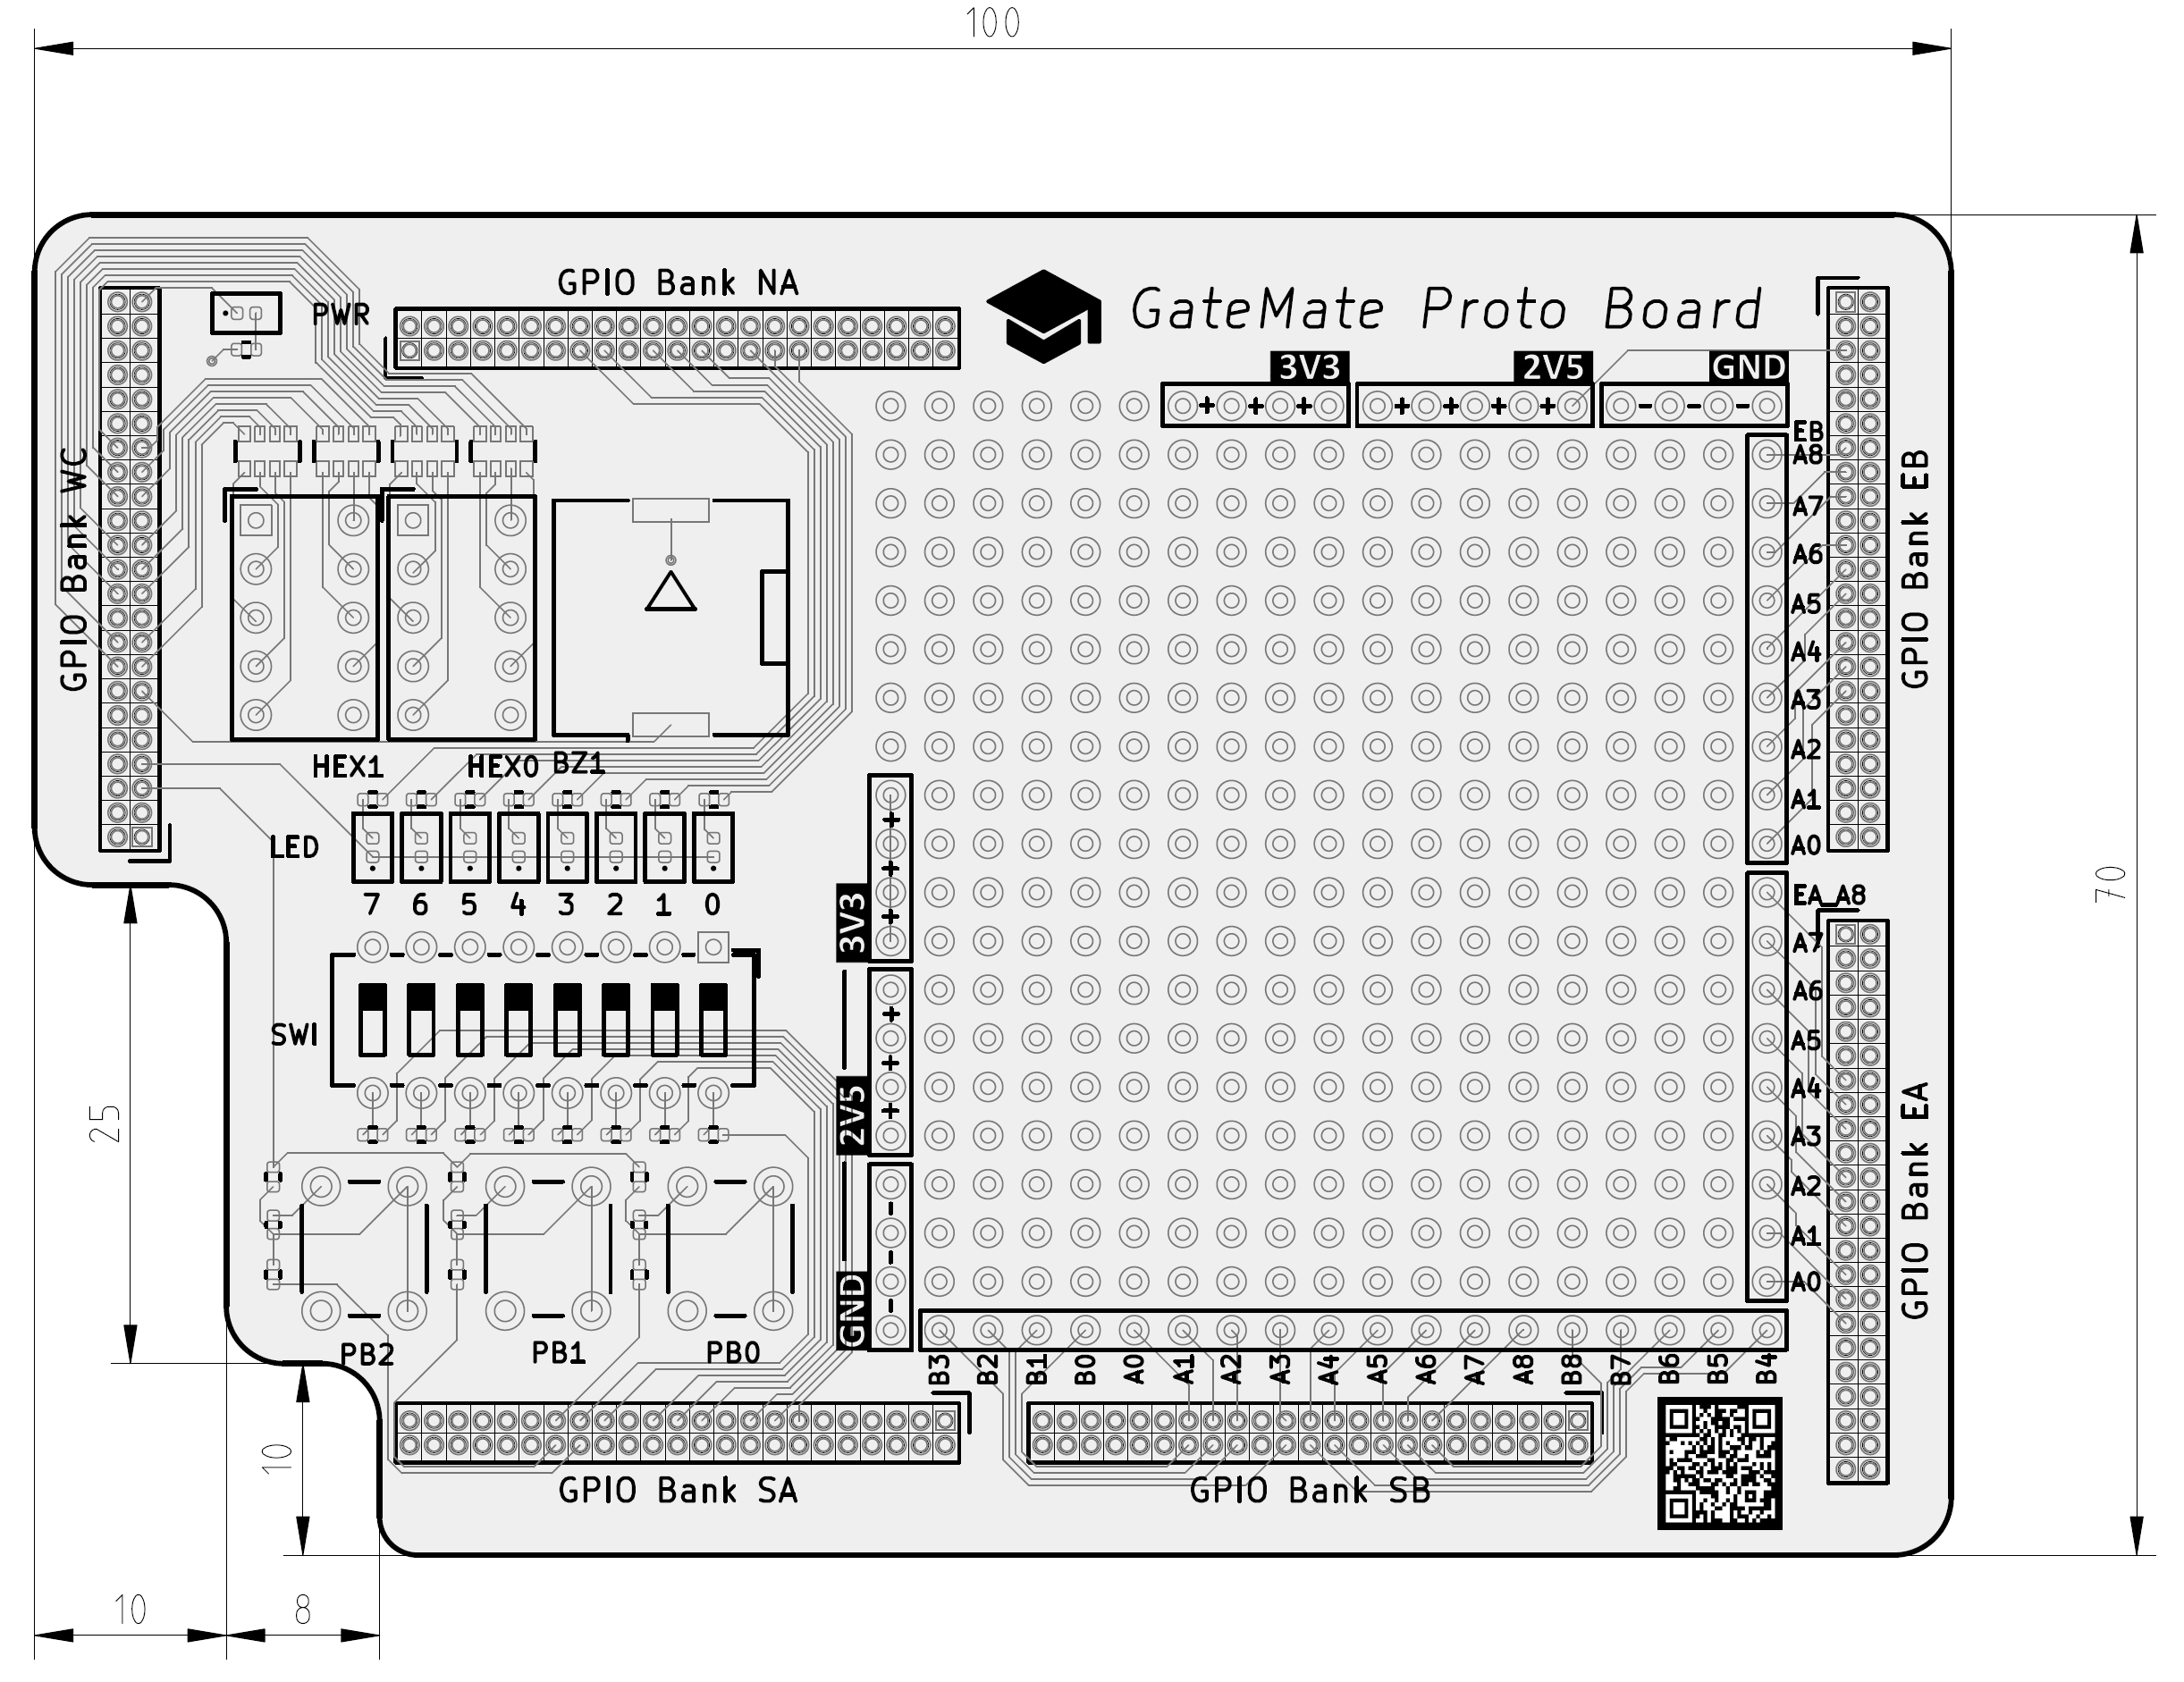 100
GPIO Bank NA
GateMate Proto Board
PWR
3V3
2V5
GND
+ + +
+ + + +
- - -
EB
A8
A7
A6
A5
A4
A3
A2
A1
A0
GPIO Bank WC
GPIO Bank EB
HEX1
HEX0
BZ1
LED
7 6 5 4 3 2 1 0
SWI
3V3
+
+
+
2V5
+
+
+
GND
-
-
-
EA_A8
A7
A6
A5
A4
A3
A2
A1
A0
GPIO Bank EA
70
25
PB2
PB1
PB0
B3 B2 B1 B0 A0 A1 A2 A3 A4 A5 A6 A7 A8 B8 B7 B6 B5 B4
10
GPIO Bank SA
GPIO Bank SB
10
8